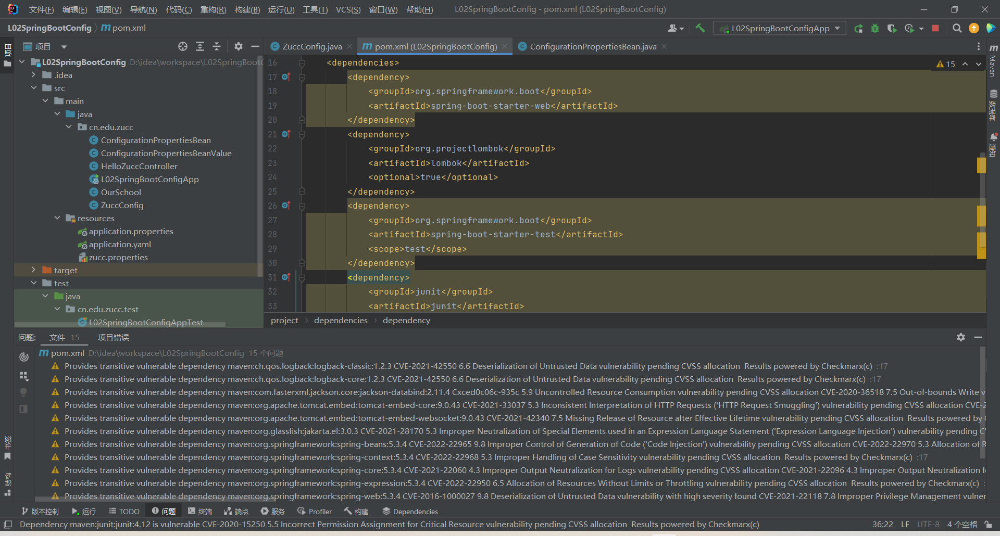 文件(F) 编辑(E) 视图(V) 导航(N) 代码(C) 重构(R) 构建(B) 运行(U) 工具(T) VCS(S) 窗口(W) 帮助(H) L02SpringBootConfig - pom.xml (L02SpringBootConfig)
L02SpringBootConfig m pom.xml L02SpringBootConfigApp
项目
项目
ZuccConfig.java
pom.xml (L02SpringBootConfig)
ConfigurationPropertiesBean.java
L02SpringBootConfig D:\idea\workspace\L02SpringBootC
.idea
src
main
java
cn.edu.zucc
ConfigurationPropertiesBean
ConfigurationPropertiesBeanValue
HelloZuccController
L02SpringBootConfigApp
OurSchool
ZuccConfig
resources
application.properties
application.yaml
zucc.properties
target
test
java
cn.edu.zucc.test
L02SpringBootConfigAppTest
15
16 <dependencies>
17 <dependency>
18 <groupId>org.springframework.boot</groupId>
19 <artifactId>spring-boot-starter-web</artifactId>
20 </dependency>
21 <dependency>
22 <groupId>org.projectlombok</groupId>
23 <artifactId>lombok</artifactId>
24 <optional>true</optional>
25 </dependency>
26 <dependency>
27 <groupId>org.springframework.boot</groupId>
28 <artifactId>spring-boot-starter-test</artifactId>
29 <scope>test</scope>
30 </dependency>
31 <dependency>
32 <groupId>junit</groupId>
33 <artifactId>junit</artifactId>
project dependencies dependency
m Maven
数据库
通知
问题: 文件 15 项目错误
pom.xml D:\idea\workspace\L02SpringBootConfig 15 个问题
Provides transitive vulnerable dependency maven:ch.qos.logback:logback-classic:1.2.3 CVE-2021-42550 6.6 Deserialization of Untrusted Data vulnerability pending CVSS allocation Results powered by Checkmarx(c) :17
Provides transitive vulnerable dependency maven:ch.qos.logback:logback-core:1.2.3 CVE-2021-42550 6.6 Deserialization of Untrusted Data vulnerability pending CVSS allocation Results powered by Checkmarx(c) :17
Provides transitive vulnerable dependency maven:com.fasterxml.jackson.core:jackson-databind:2.11.4 Cxced0c06c-935c 5.9 Uncontrolled Resource Consumption vulnerability pending CVSS allocation CVE-2020-36518 7.5 Out-of-bounds Write v
Provides transitive vulnerable dependency maven:org.apache.tomcat.embed:tomcat-embed-core:9.0.43 CVE-2021-33037 5.3 Inconsistent Interpretation of HTTP Requests ('HTTP Request Smuggling') vulnerability pending CVSS allocation CVE-2
Provides transitive vulnerable dependency maven:org.apache.tomcat.embed:tomcat-embed-websocket:9.0.43 CVE-2021-42340 7.5 Missing Release of Resource after Effective Lifetime vulnerability pending CVSS allocation Results powered by C
Provides transitive vulnerable dependency maven:org.glassfish:jakarta.el:3.0.3 CVE-2021-28170 5.3 Improper Neutralization of Special Elements used in an Expression Language Statement ('Expression Language Injection') vulnerability pending CV
Provides transitive vulnerable dependency maven:org.springframework:spring-beans:5.3.4 CVE-2022-22965 9.8 Improper Control of Generation of Code ('Code Injection') vulnerability pending CVSS allocation CVE-2022-22970 5.3 Allocation of R
Provides transitive vulnerable dependency maven:org.springframework:spring-context:5.3.4 CVE-2022-22968 5.3 Improper Handling of Case Sensitivity vulnerability pending CVSS allocation Results powered by Checkmarx(c) :17
Provides transitive vulnerable dependency maven:org.springframework:spring-core:5.3.4 CVE-2021-22060 4.3 Improper Output Neutralization for Logs vulnerability pending CVSS allocation CVE-2021-22096 4.3 Improper Output Neutralization fo
Provides transitive vulnerable dependency maven:org.springframework:spring-expression:5.3.4 CVE-2022-22950 6.5 Allocation of Resources Without Limits or Throttling vulnerability pending CVSS allocation Results powered by Checkmarx(c) :
Provides transitive vulnerable dependency maven:org.springframework:spring-web:5.3.4 CVE-2016-1000027 9.8 Deserialization of Untrusted Data vulnerability with high severity found CVE-2021-22118 7.8 Improper Privilege Management vulner
书签
结构
版本控制 运行 TODO 问题 终端 端点 服务 Profiler 构建 Dependencies
Dependency maven:junit:junit:4.12 is vulnerable CVE-2020-15250 5.5 Incorrect Permission Assignment for Critical Resource vulnerability pending CVSS allocation Results powered by Checkmarx(c) 36:22 LF UTF-8 4 个空格